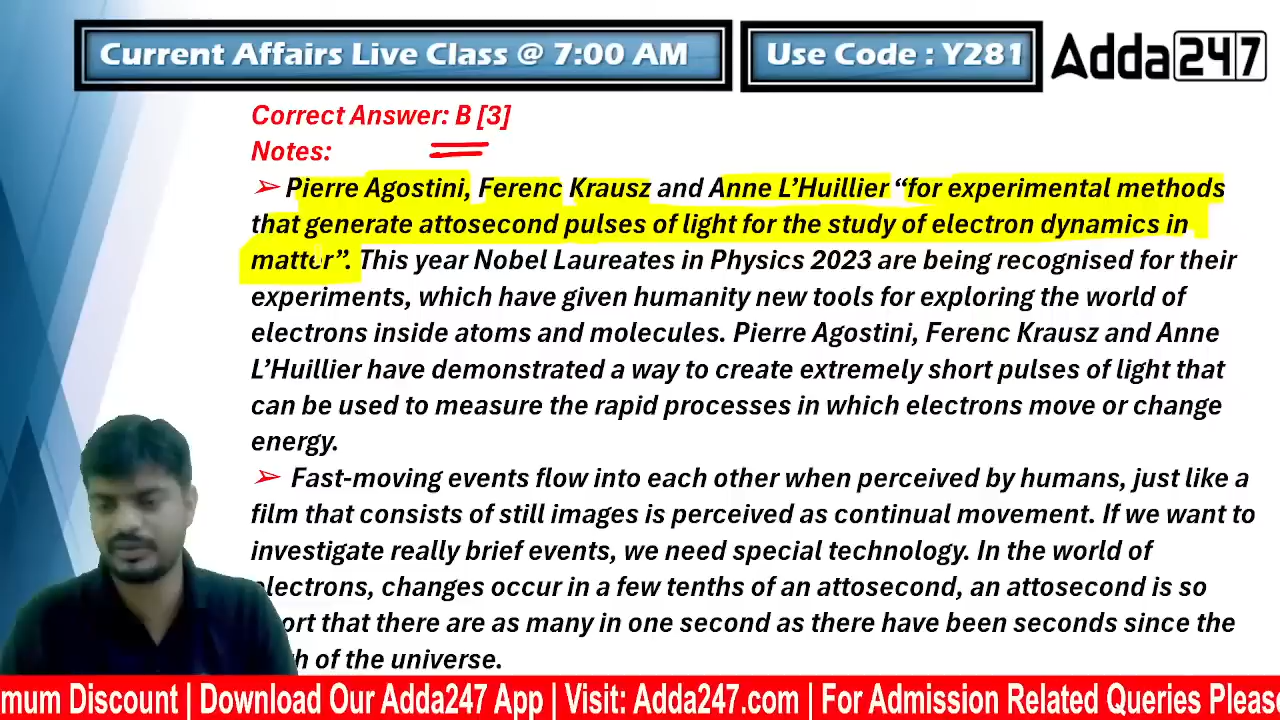 Current Affairs Live Class @ 7:00 AM
Use Code : Y281
Adda247
Correct Answer: B [3]
Notes:
➢ Pierre Agostini, Ferenc Krausz and Anne L’Huillier “for experimental methods
that generate attosecond pulses of light for the study of electron dynamics in
matter”. This year Nobel Laureates in Physics 2023 are being recognised for their
experiments, which have given humanity new tools for exploring the world of
electrons inside atoms and molecules. Pierre Agostini, Ferenc Krausz and Anne
L’Huillier have demonstrated a way to create extremely short pulses of light that
can be used to measure the rapid processes in which electrons move or change
energy.
➢ Fast-moving events flow into each other when perceived by humans, just like a
film that consists of still images is perceived as continual movement. If we want to
investigate really brief events, we need special technology. In the world of
electrons, changes occur in a few tenths of an attosecond, an attosecond is so
that there are as many in one second as there have been seconds since the
of the universe.
Discount | Download Our Adda247 App | Visit: Adda247.com | For Admission Related Queries